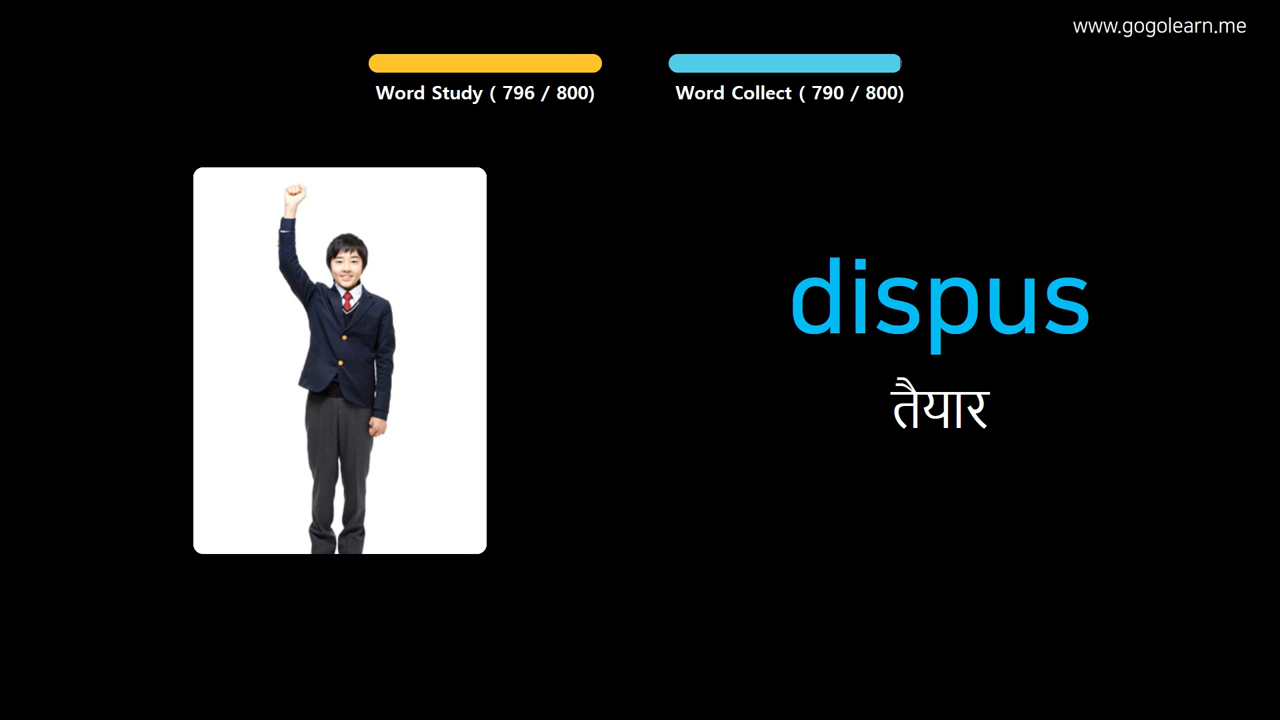 www.gogolearn.me
Word Study ( 796 / 800)
Word Collect ( 790 / 800)
dispus
तैयार